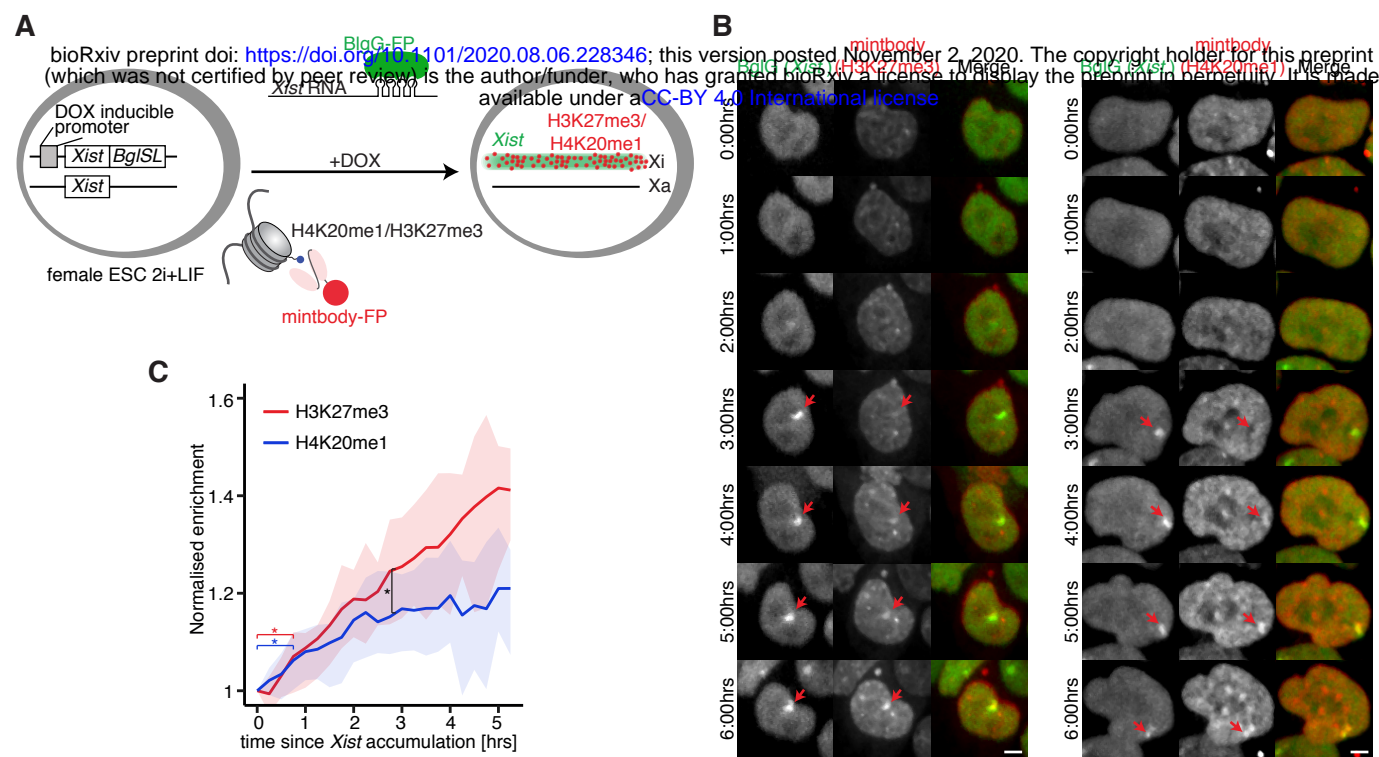 A
B
bioRxiv preprint doi: https://doi.org/10.1101/2020.08.06.228346; this version posted November 2, 2020. The copyright holder for this preprint
(which was not certified by peer review) is the author/funder, who has granted bioRxiv a license to display the preprint in perpetuity. It is made
available under aCC-BY 4.0 International license
BlgG-FP
Xist RNA
DOX inducible
promoter
Xist BglSL
Xist
+DOX
Xist
H3K27me3/
H4K20me1
Xi
Xa
H4K20me1/H3K27me3
mintbody-FP
female ESC 2i+LIF
mintbody
BglG (Xist) (H3K27me3) Merge
mintbody
BglG (Xist) (H4K20me1) Merge
0:00hrs
1:00hrs
2:00hrs
3:00hrs
4:00hrs
5:00hrs
6:00hrs
0:00hrs
1:00hrs
2:00hrs
3:00hrs
4:00hrs
5:00hrs
6:00hrs
C
Normalised enrichment
1.6
1.4
1.2
1
H3K27me3
H4K20me1
*
*
*
0 1 2 3 4 5
time since Xist accumulation [hrs]